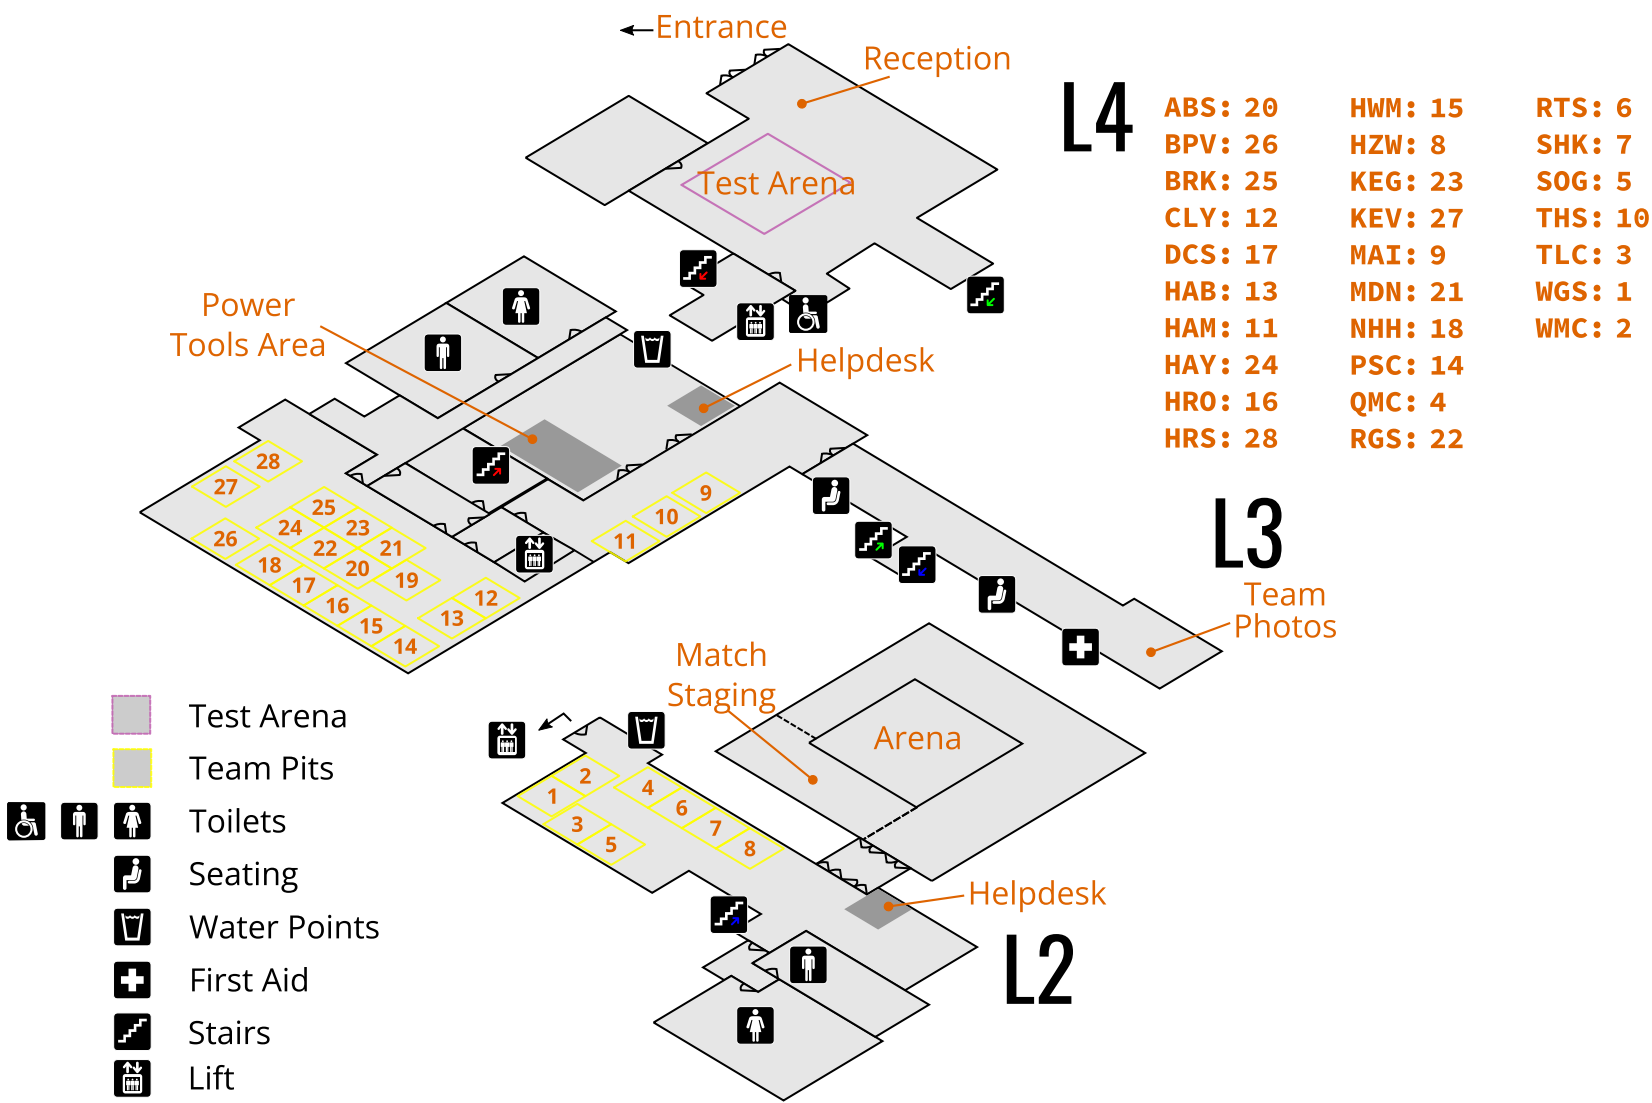 Entrance
Reception
Test Arena
L4
ABS: 20
BPV: 26
BRK: 25
CLY: 12
DCS: 17
HAB: 13
HAM: 11
HAY: 24
HRO: 16
HRS: 28
HWM: 15
HZW: 8
KEG: 23
KEV: 27
MAI: 9
MDN: 21
NHH: 18
PSC: 14
QMC: 4
RGS: 22
RTS: 6
SHK: 7
SOG: 5
THS: 10
TLC: 3
WGS: 1
WMC: 2
Power
Tools Area
Helpdesk
28
27
26
25
24
23
22
21
20
19
18
17
16
15
14
13
12
11
10
9
L3
Team
Photos
Match
Staging
Arena
2
1
3
5
4
6
7
8
Helpdesk
L2
Test Arena
Team Pits
Toilets
Seating
Water Points
First Aid
Stairs
Lift